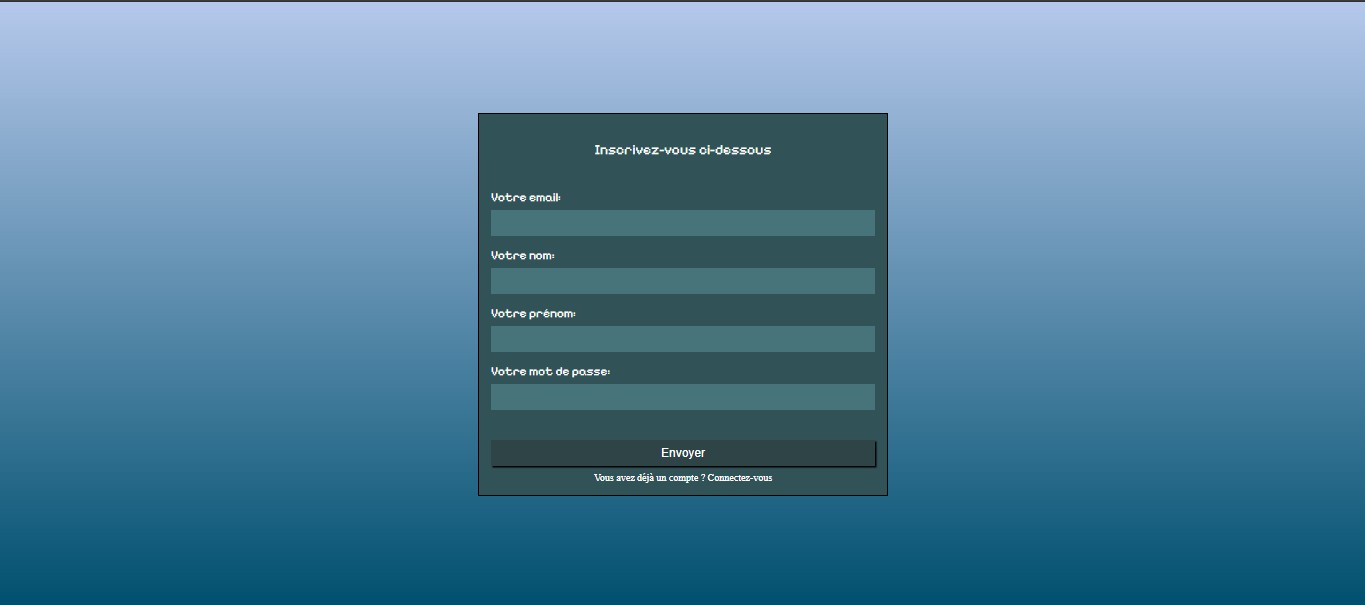 Inscrivez-vous ci-dessous
Votre email:
Votre nom:
Votre prénom:
Votre mot de passe:
Envoyer
Vous avez déjà un compte ? Connectez-vous